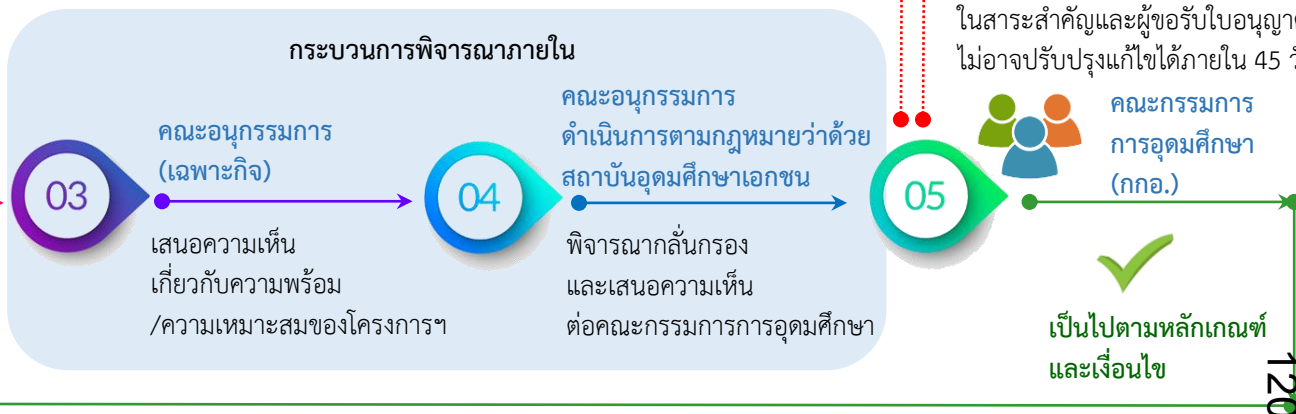 ในสาระสำคัญและผู้ขอรับใบอนุญาต
ไม่อาจปรับปรุงแก้ไขได้ภายใน 45
กระบวนการพิจารณาภายใน
03
คณะอนุกรรมการ
(เฉพาะกิจ)
เสนอความเห็น
เกี่ยวกับความพร้อม
/ความเหมาะสมของโครงการฯ
04
คณะอนุกรรมการ
ดำเนินการตามกฎหมายว่าด้วย
สถาบันอุดมศึกษาเอกชน
พิจารณากลั่นกรอง
และเสนอความเห็น
ต่อคณะกรรมการการอุดมศึกษา
05
คณะกรรมการ
การอุดมศึกษา
(กกอ.)
เป็นไปตามหลักเกณฑ์
และเงื่อนไข
120